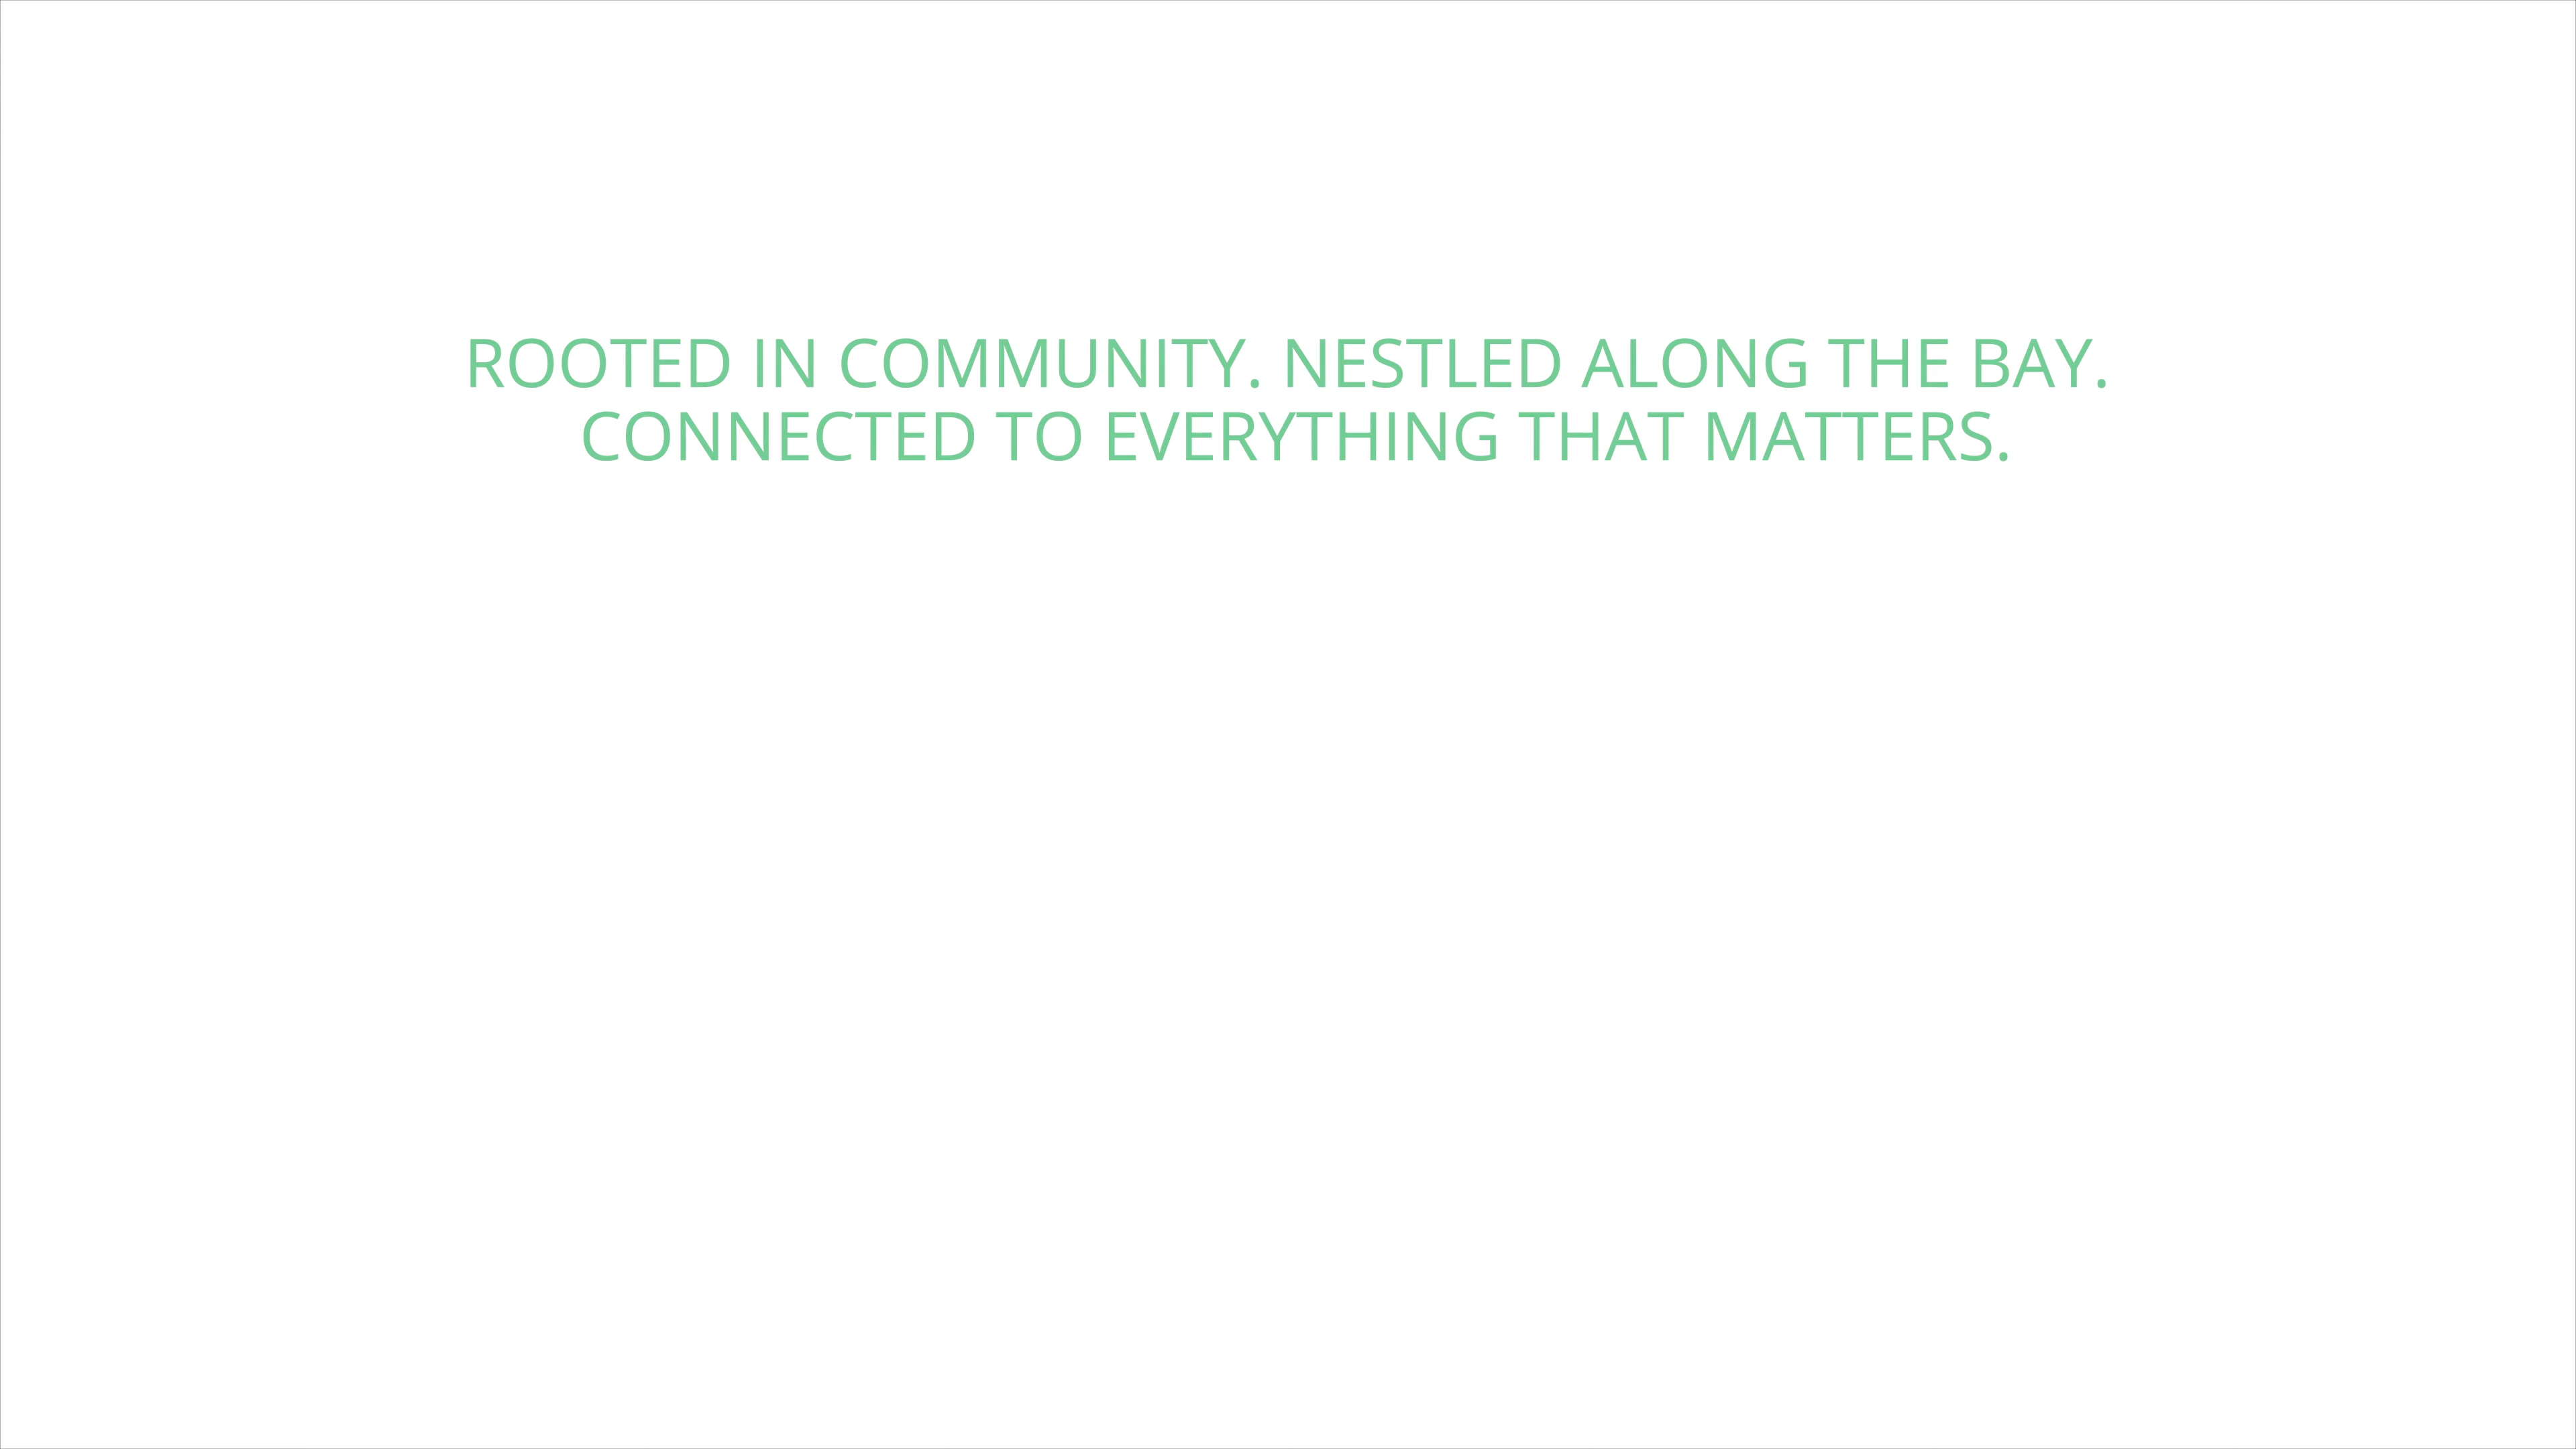 ROOTED IN COMMUNITY. NESTLED ALONG THE BAY.
CONNECTED TO EVERYTHING THAT MATTERS.